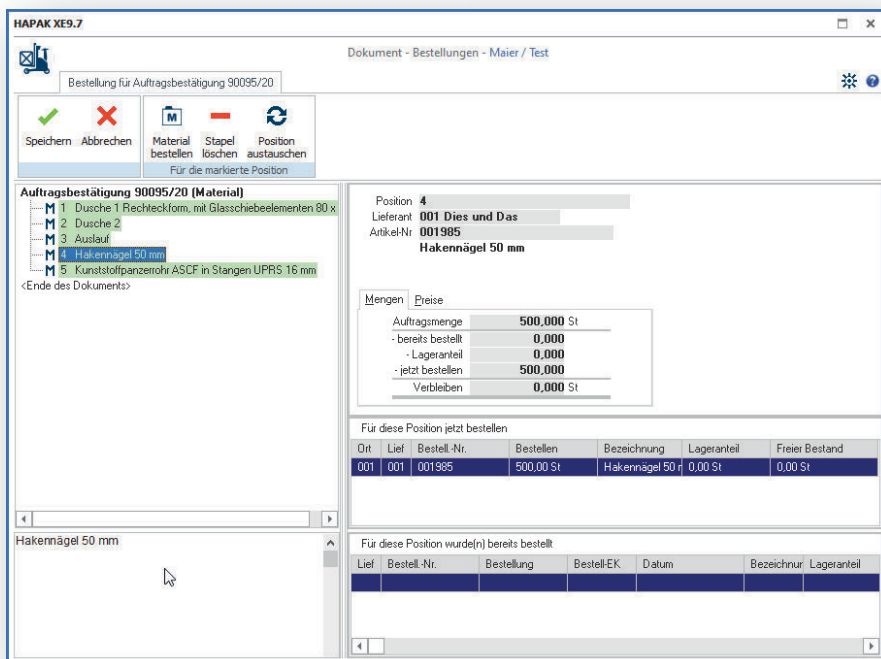 HAPAK XE9.7
Dokument - Bestellungen - Maier / Test
Bestellung für Auftragsbestätigung 90095/20
Speichern
Abbrechen
M
Material bestellen
Stapel löschen
Position austauschen
Für die markierte Position
Auftragsbestätigung 90095/20 (Material)
M 1 Dusche 1 Rechteckform, mit Glasschiebeelementen 80 x
M 2 Dusche 2
M 3 Auslauf
M 4 Hakennägel 50 mm
M 5 Kunststoffpanzerrohr ASCF in Stangen UPRS 16 mm
<Ende des Dokuments>
Hakennägel 50 mm
Position 4
Lieferant 001 Dies und Das
Artikel-Nr 001985
Hakennägel 50 mm
Mengen Preise
Auftragsmenge 500,000 St
- bereits bestellt 0,000
- Lageranteil 0,000
- jetzt bestellen 500,000
Verbleiben 0,000 St
Für diese Position jetzt bestellen
Ort Lief Bestell.-Nr. Bestellen Bezeichnung Lageranteil Freier Bestand
001 001 001985 500,00 St Hakennägel 50 0,00 St 0,00 St
Für diese Position wurde(n) bereits bestellt
Lief Bestell.-Nr. Bestellung Bestell-EK Datum Bezeichnur Lageranteil